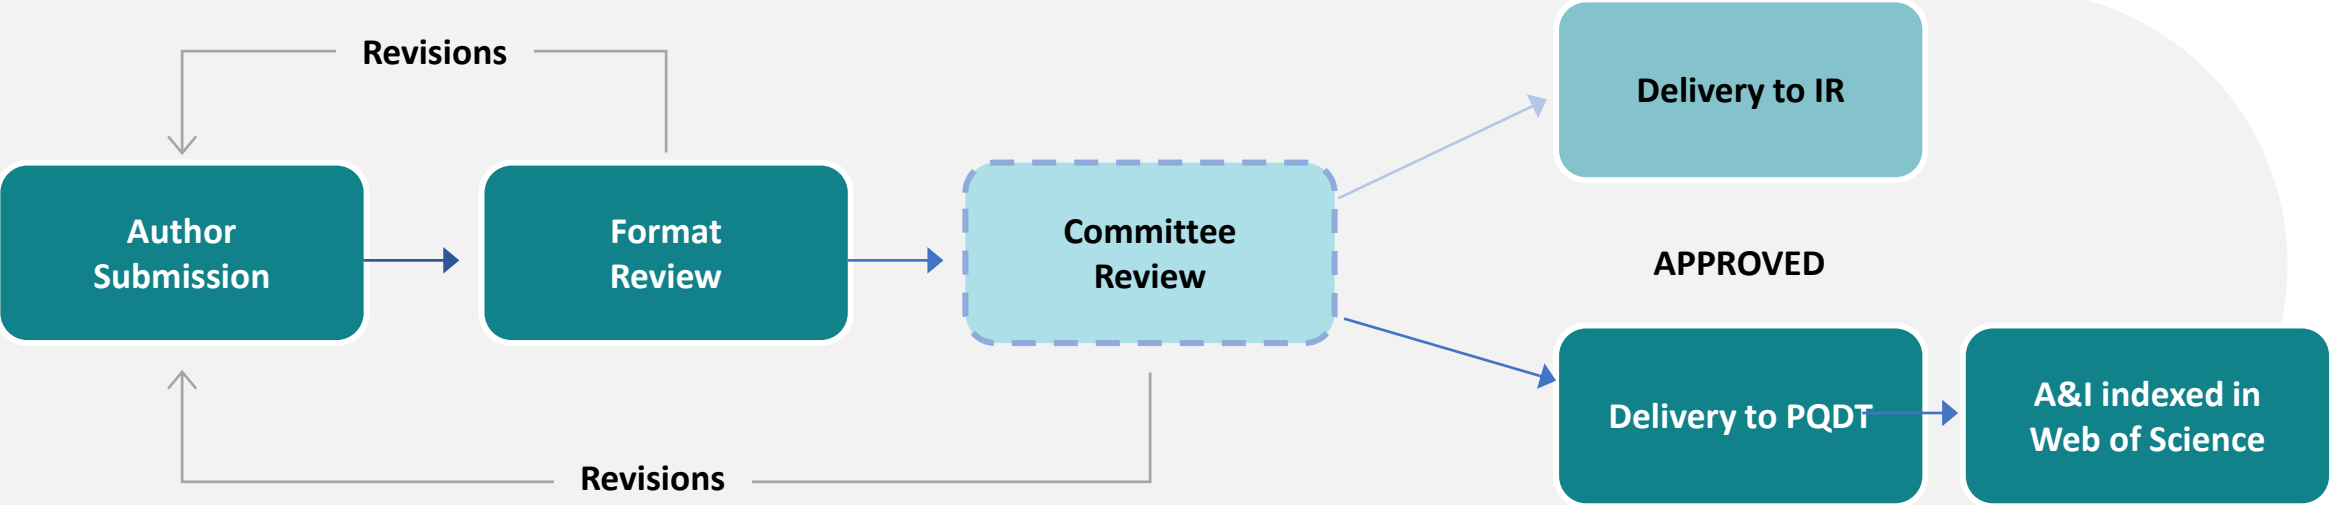 Revisions
Author
Submission
Format
Review
Committee
Review
Revisions
Delivery to IR
APPROVED
Delivery to PQDT
A&I indexed in
Web of Science